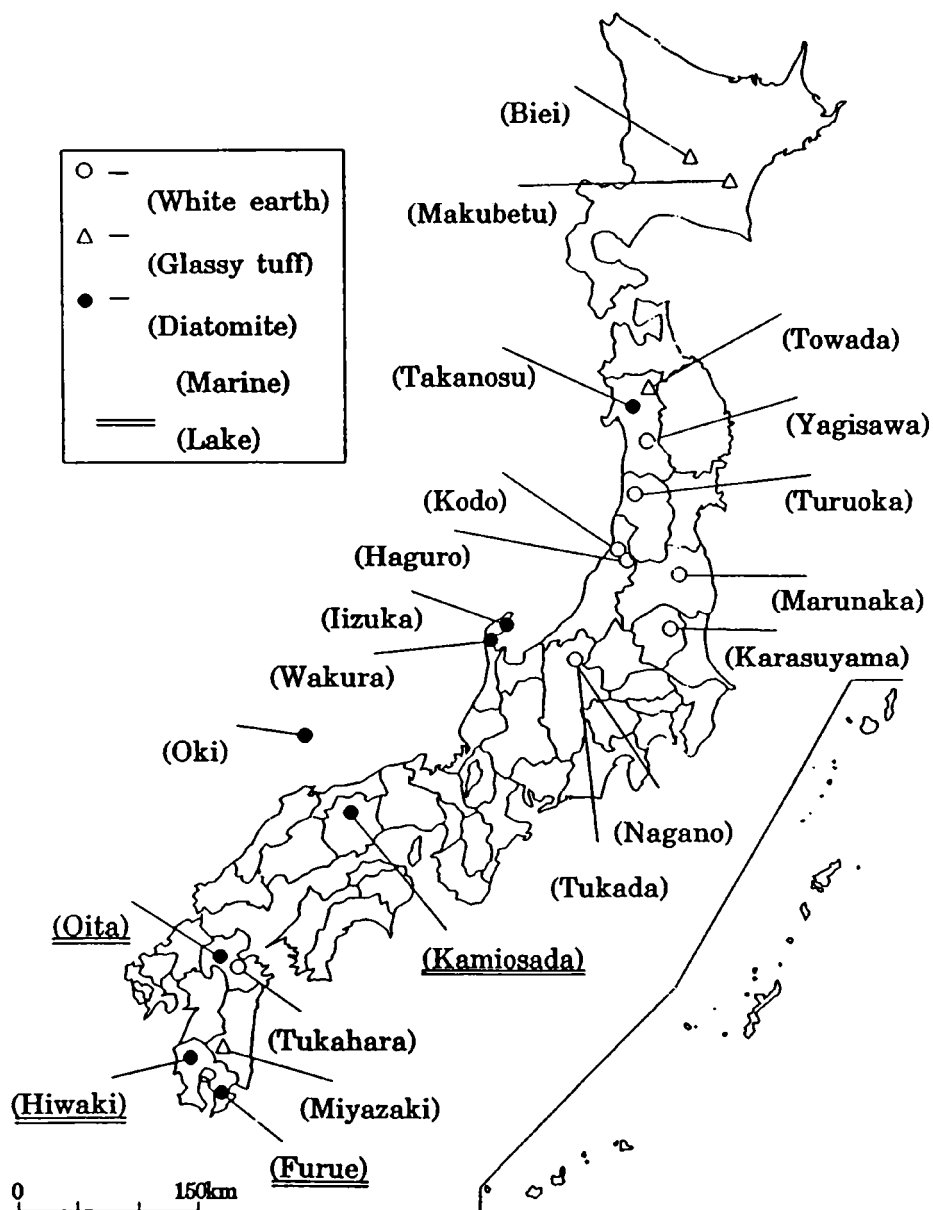 (Biei)
(White earth)
(Makubetu)
(Glassy tuff)
(Diatomite)
(Marine)
(Lake)
(Towada)
(Takanosu)
(Yagisawa)
(Kodo)
(Turuoka)
(Haguro)
(Marunaka)
(Iizuka)
(Karasuyama)
(Wakura)
(Oki)
(Nagano)
(Tukada)
(Oita)
(Kamiosada)
(Tukahara)
(Hiwaki)
(Miyazaki)
(Furue)
0 150km